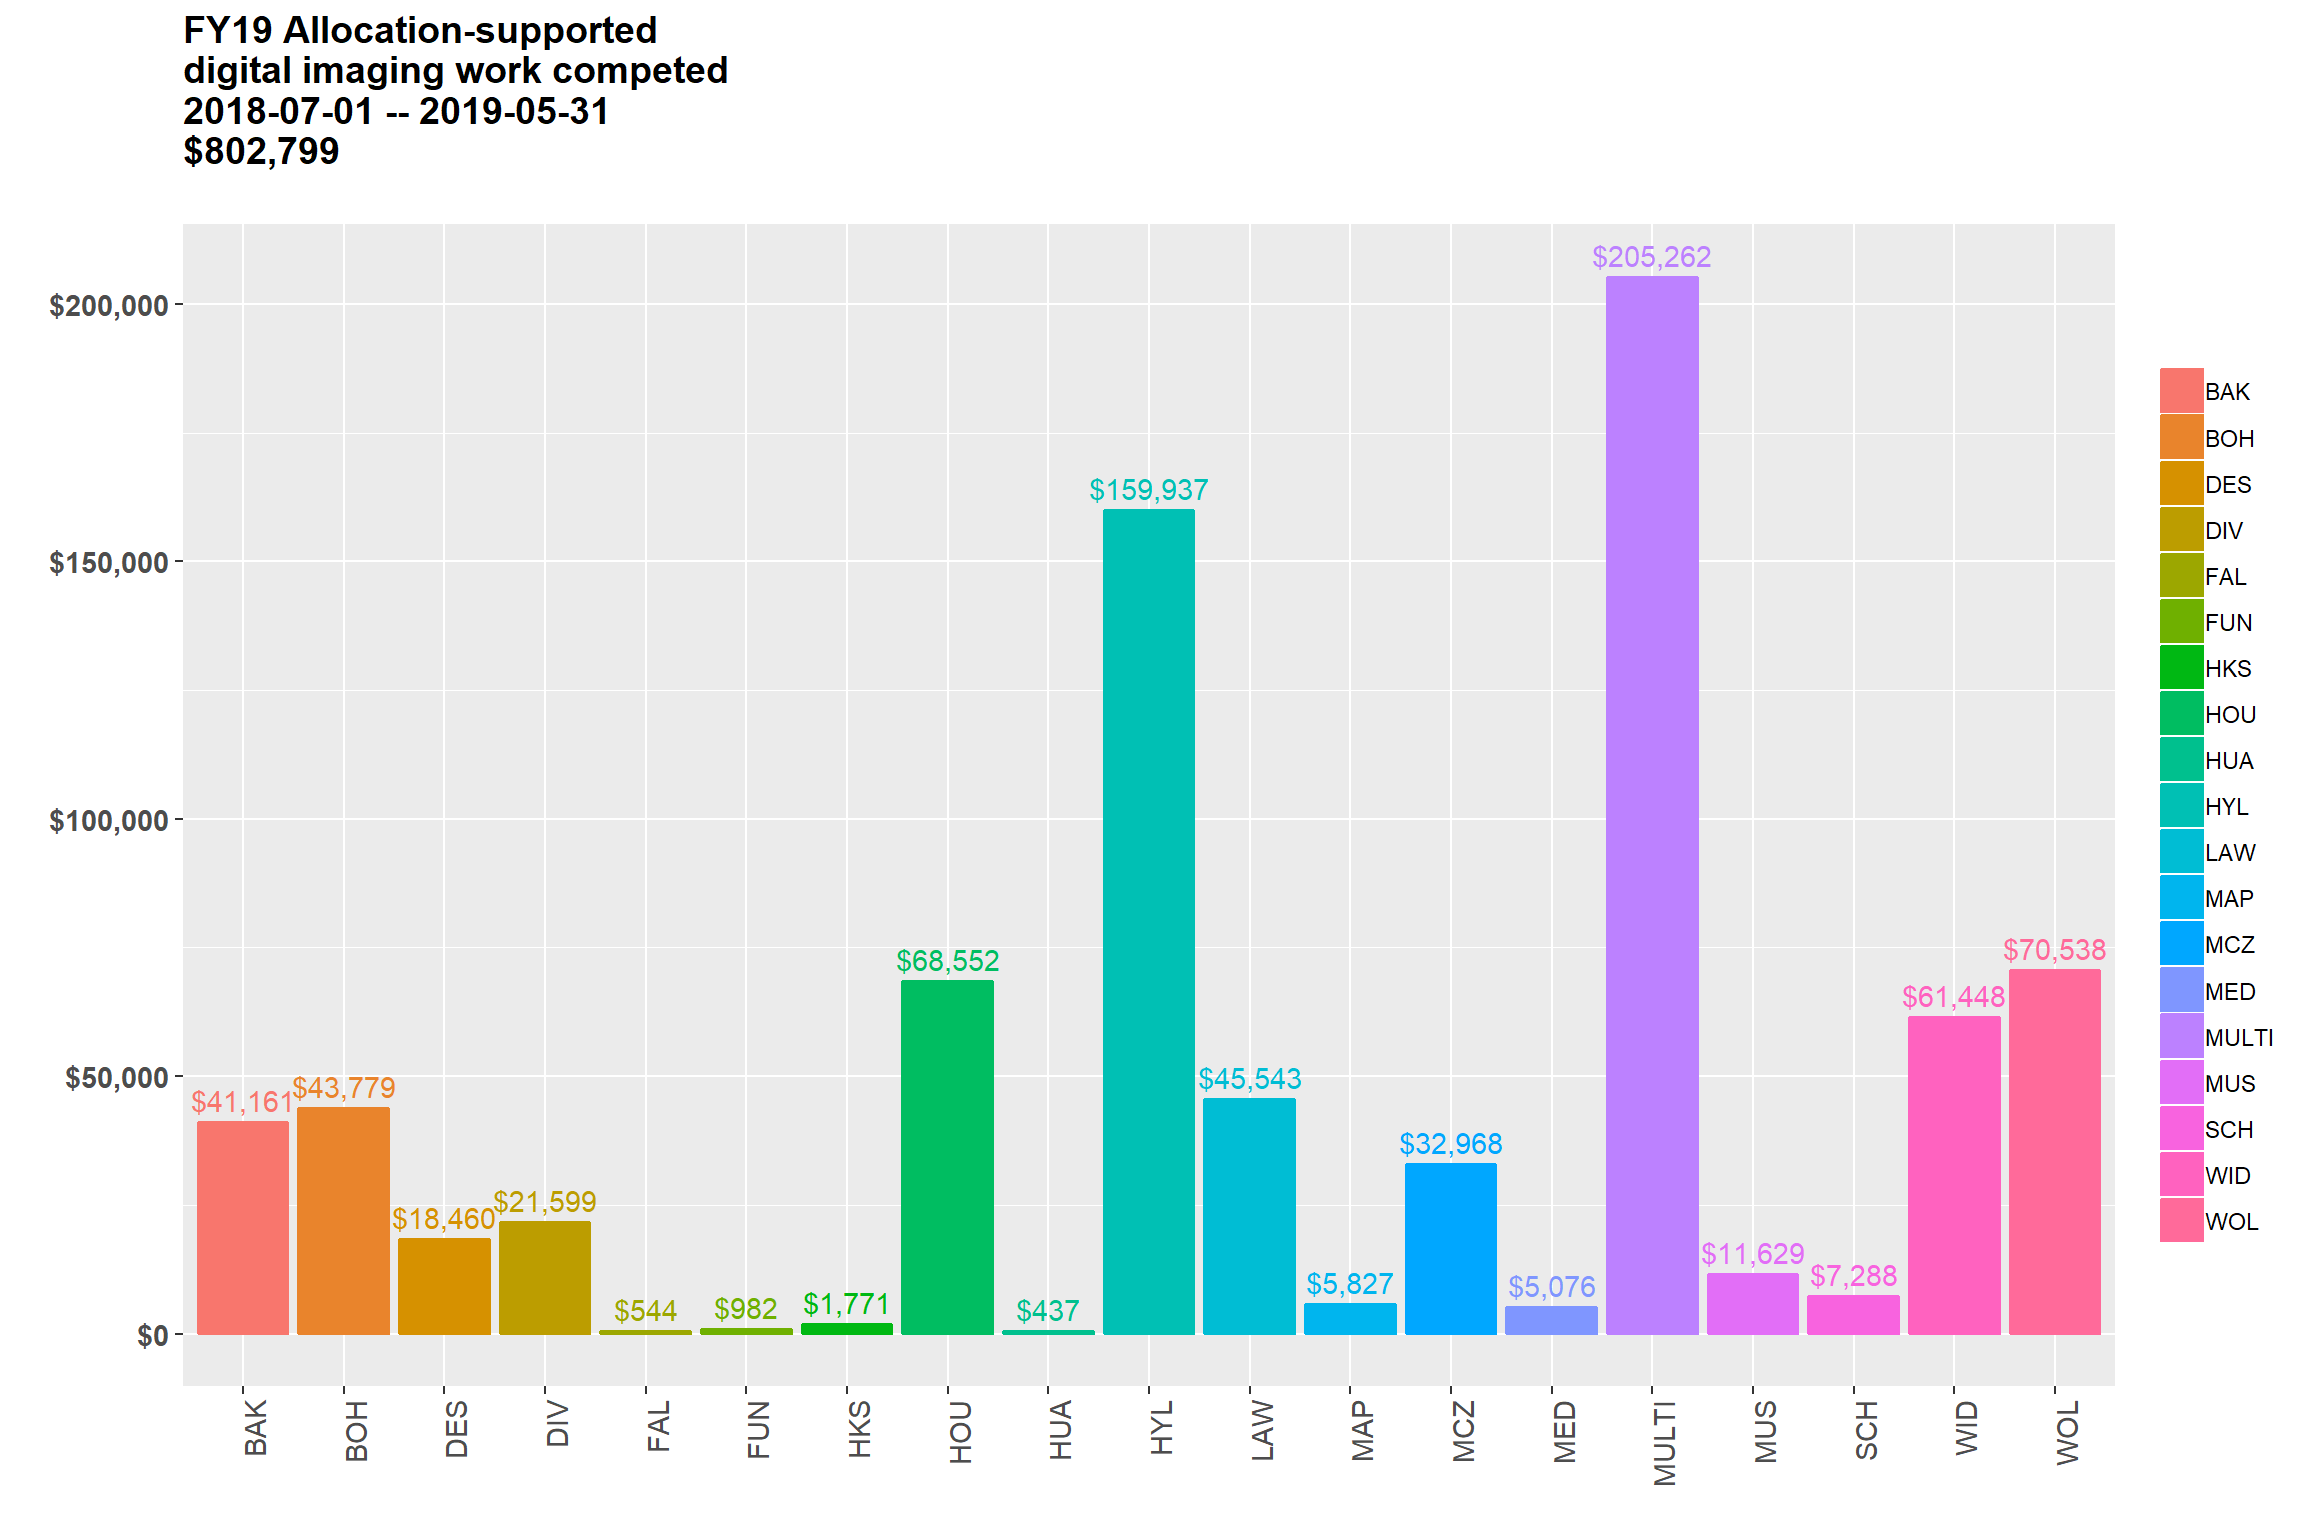 FY19 Allocation-supported
digital imaging work competed
2018-07-01 -- 2019-05-31
$802,799
$200,000
$150,000
$100,000
$50,000
$0
$41,161
$43,779
$18,460
$21,599
$544
$982
$1,771
$68,552
$437
$159,937
$45,543
$5,827
$32,968
$5,076
$205,262
$11,629
$7,288
$61,448
$70,538
BAK
BOH
DES
DIV
FAL
FUN
HKS
HOU
HUA
HYL
LAW
MAP
MCZ
MED
MULTI
MUS
SCH
WID
WOL
BAK
BOH
DES
DIV
FAL
FUN
HKS
HOU
HUA
HYL
LAW
MAP
MCZ
MED
MULTI
MUS
SCH
WID
WOL